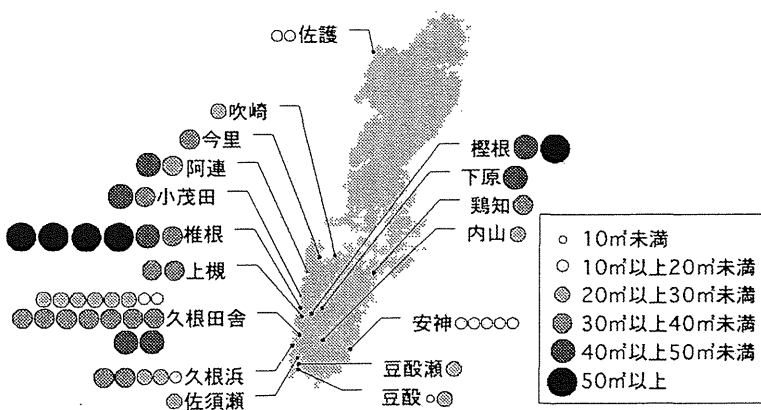 佐護
吹崎
今里
阿連
小茂田
椎根
上槻
久根田舎
久根浜
佐須瀬
樫根
下原
鶏知
内山
安神
豆酘瀬
豆酘
10㎡未満
10㎡以上20㎡未満
20㎡以上30㎡未満
30㎡以上40㎡未満
40㎡以上50㎡未満
50㎡以上